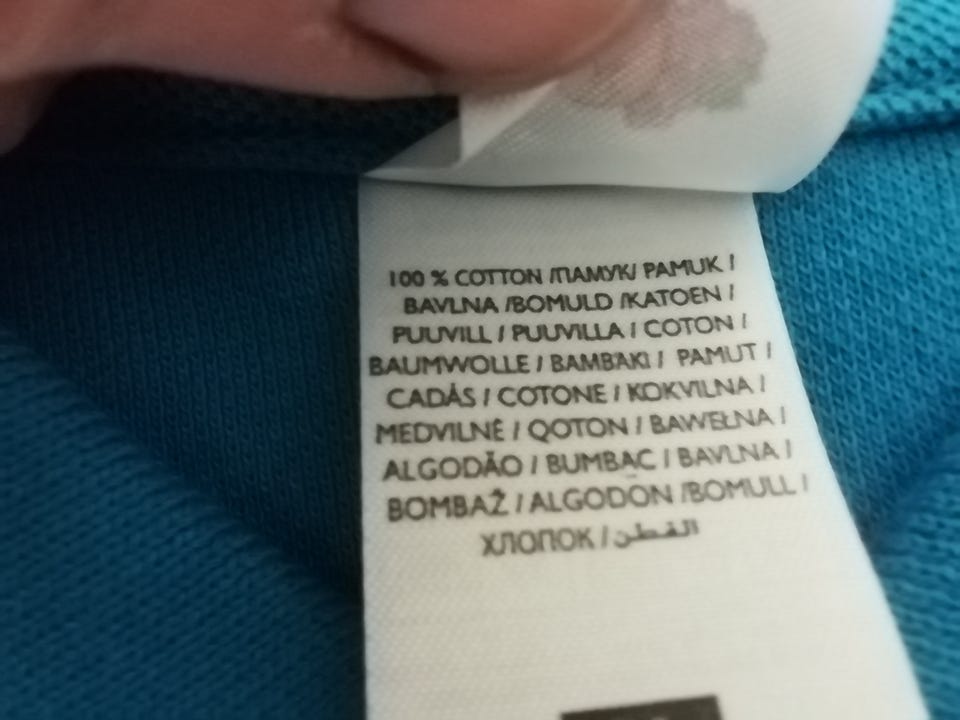 100 % COTTON /ПАМУК/ PAMUK /
BAVLNA /BOMULD /KATOEN /
PUUVILL / PUUVILLA / COTON /
BAUMWOLLE / BAMBAKI / PAMUT /
CADÁS / COTONE / KOKVILNA /
MEDVILNĖ / QOTON / BAWEŁNA /
ALGODÃO / BUMBAC / BAVLNA /
BOMBAŽ / ALGODÓN /BOMULL /
ХЛОПОК / القطن